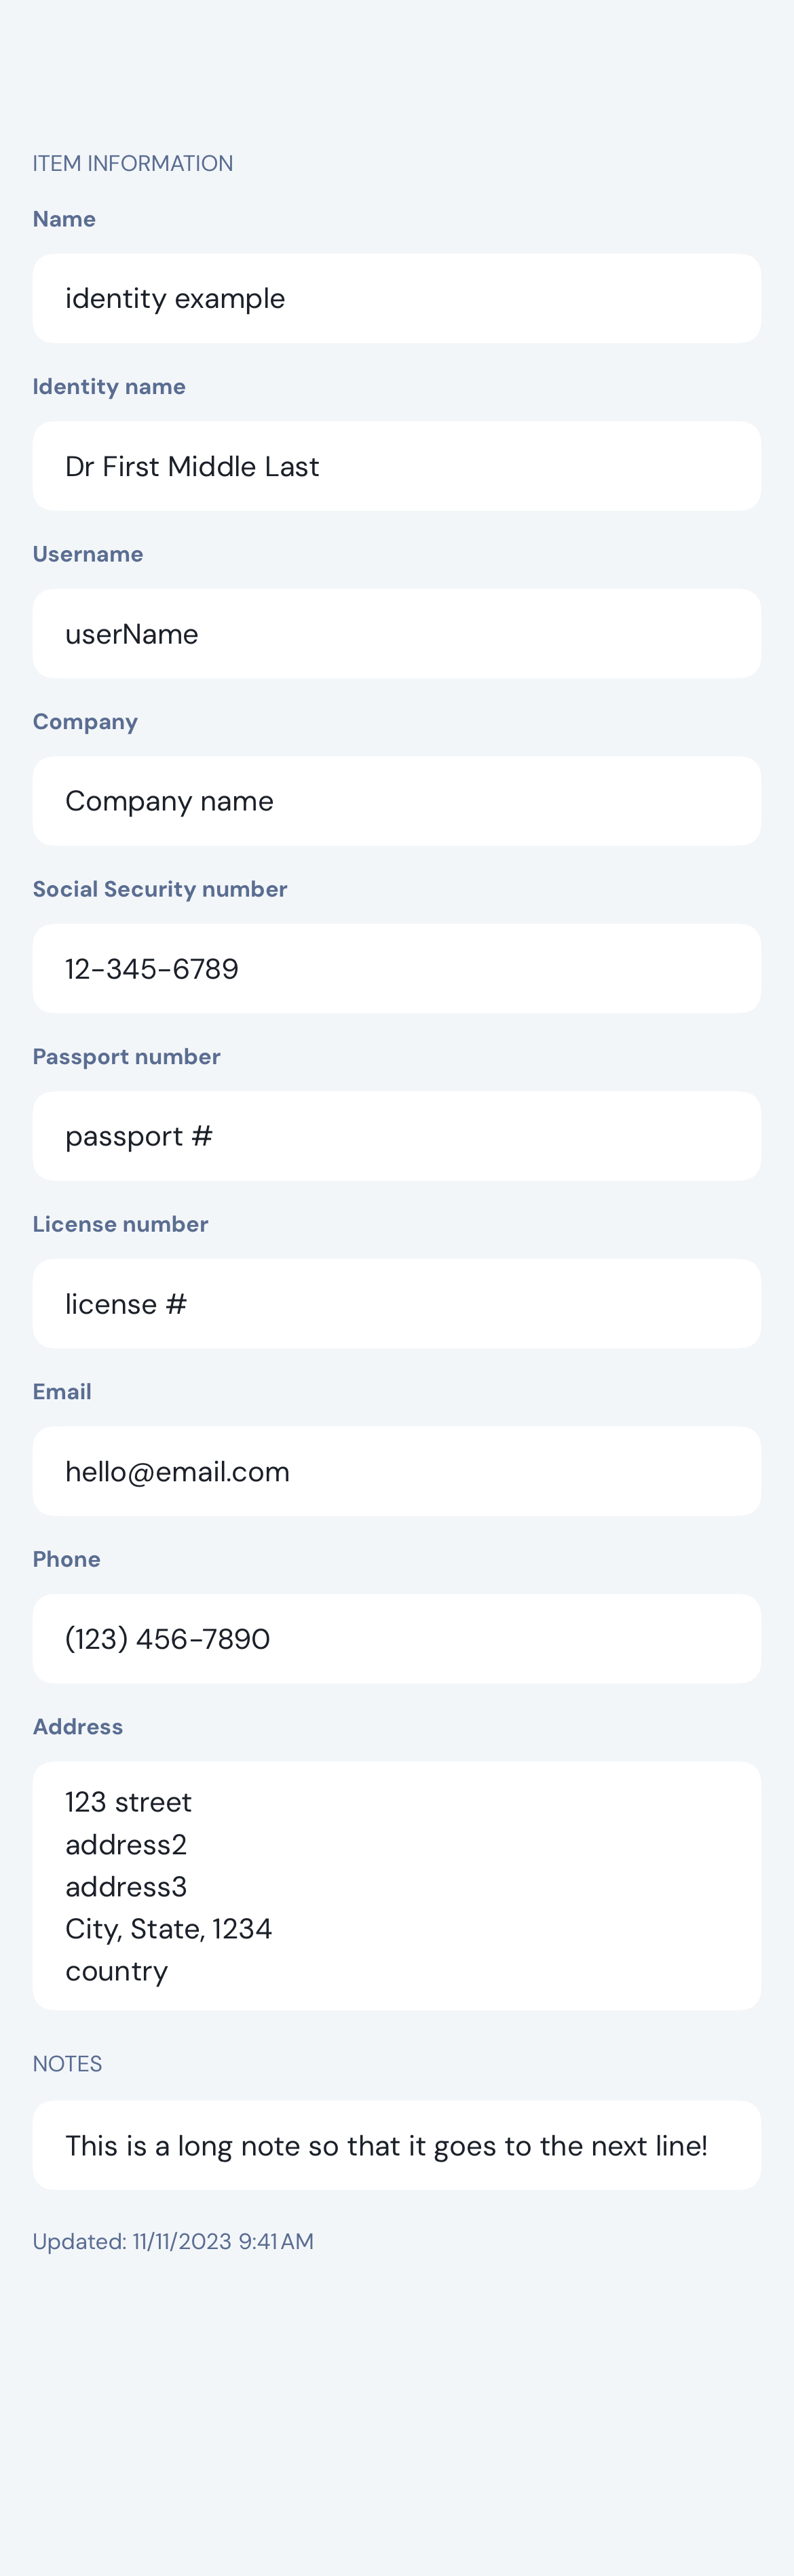 ITEM INFORMATION
Name
identity example
Identity name
Dr First Middle Last
Username
userName
Company
Company name
Social Security number
12-345-6789
Passport number
passport #
License number
license #
Email
hello@email.com
Phone
(123) 456-7890
Address
123 street
address2
address3
City, State, 1234
country
NOTES
This is a long note so that it goes to the next line!
Updated: 11/11/2023 9:41 AM